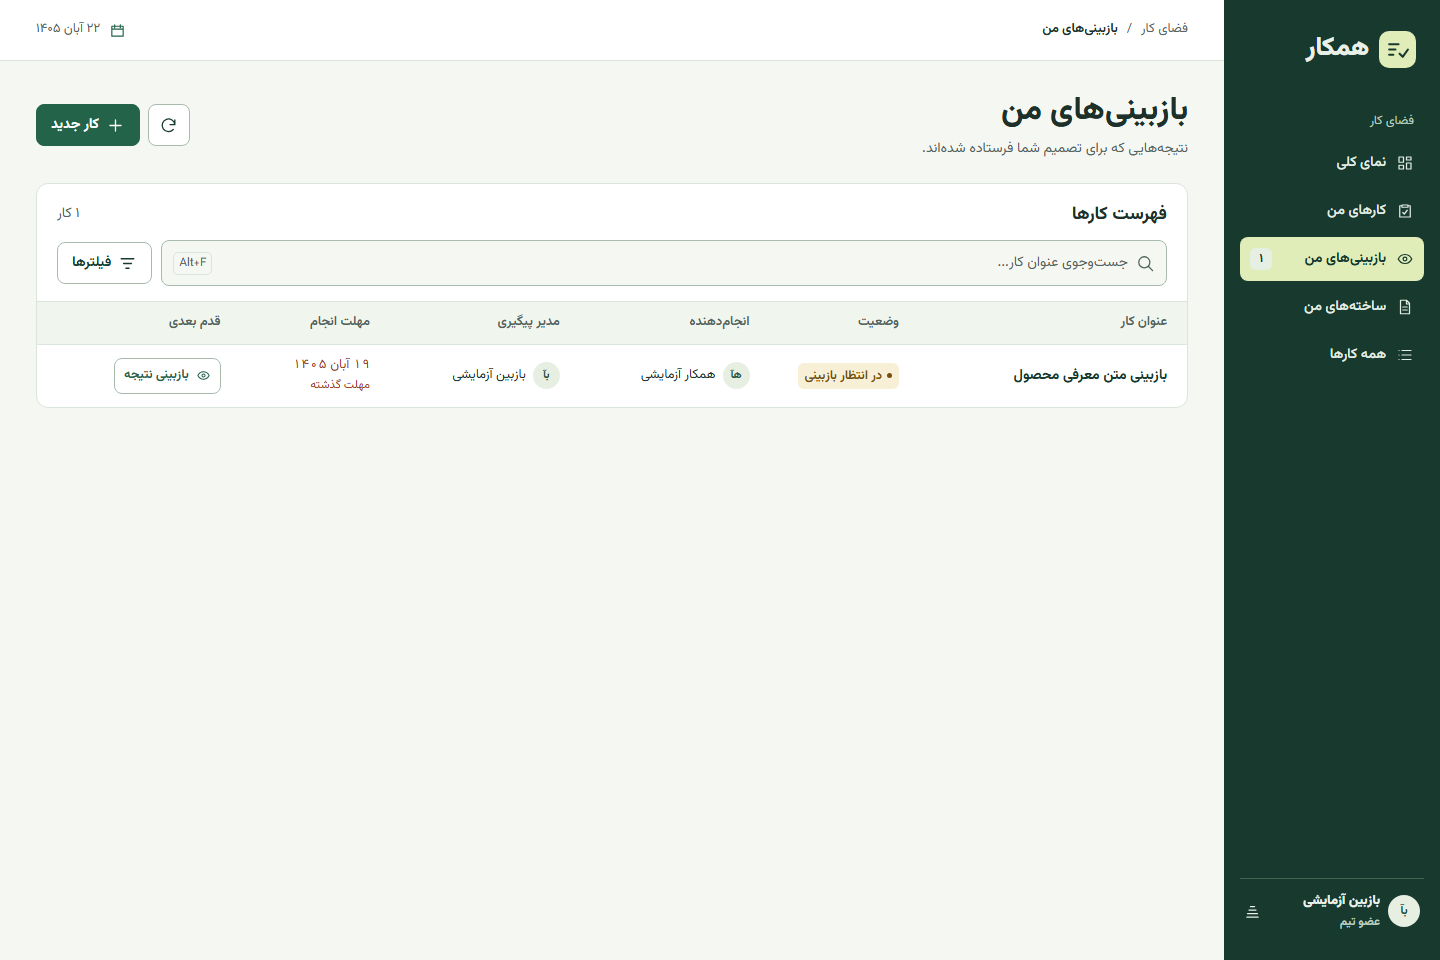 همکار
فضای کار
نمای کلی
کارهای من
بازبینی‌های من ۱
ساخته‌های من
همه کارها
بازبین آزمایشی
عضو تیم
بآ
فضای کار / بازبینی‌های من
۲۲ آبان ۱۴۰۵
بازبینی‌های من
نتیجه‌هایی که برای تصمیم شما فرستاده شده‌اند.
کار جدید
فهرست کارها
۱ کار
جست‌وجوی عنوان کار...
Alt+F
فیلترها
عنوان کار وضعیت انجام‌دهنده مدیر پیگیری مهلت انجام قدم بعدی
بازبینی متن معرفی محصول
در انتظار بازبینی
هآ همکار آزمایشی
بآ بازبین آزمایشی
۱۹ آبان ۱۴۰۵
مهلت گذشته
بازبینی نتیجه